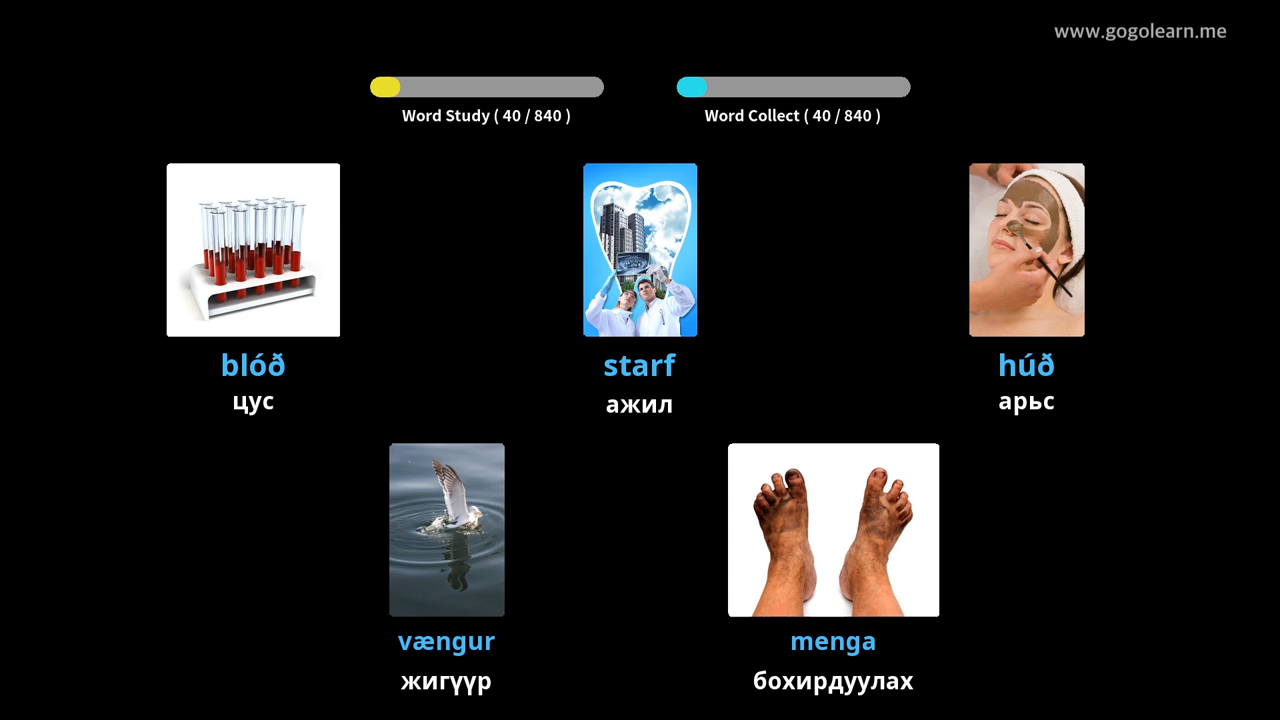 www.gogolearn.me
Word Study ( 40 / 840 )
Word Collect ( 40 / 840 )
blóð
цус
starf
ажил
húð
арьс
vængur
жигүүр
menga
бохирдуулах